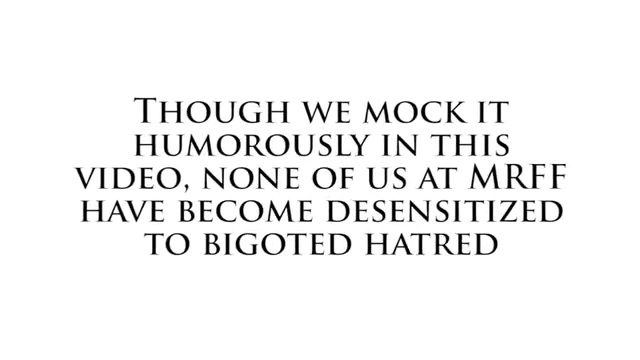 Though we mock it
humorously in this
video, none of us at MRFF
have become desensitized
to bigoted hatred